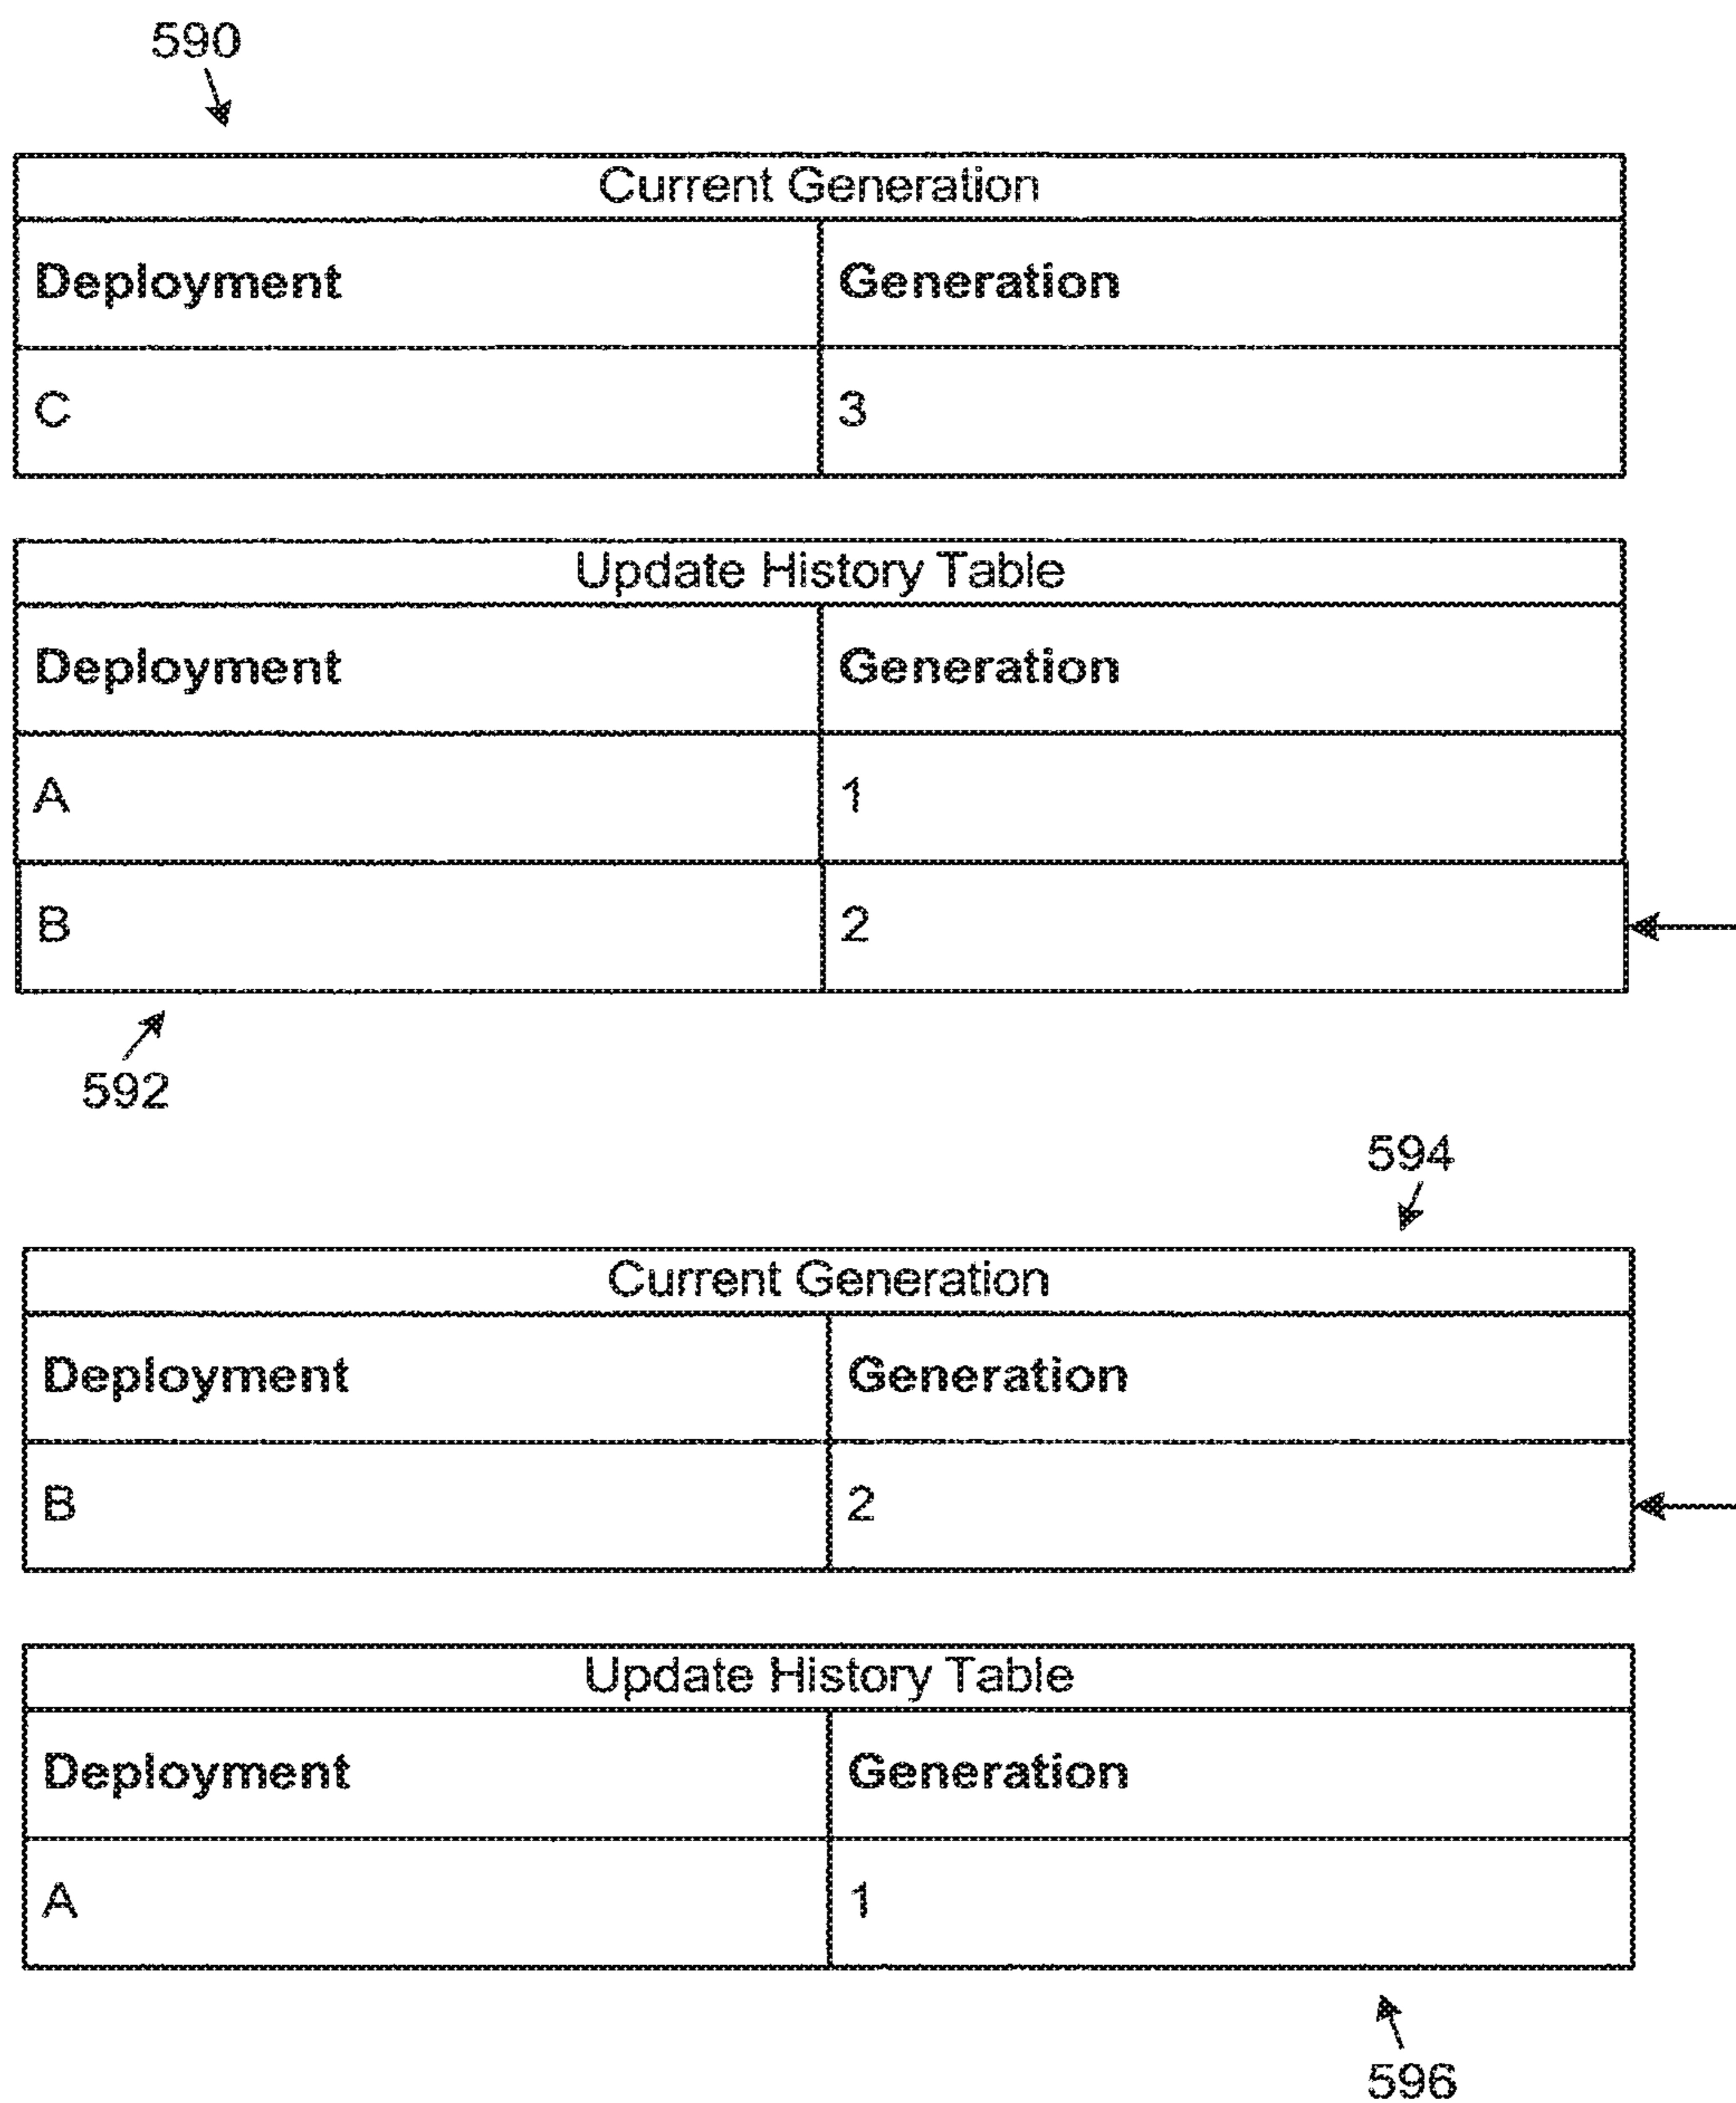 590
Current Generation
Deployment Generation
C 3
Update History Table
Deployment Generation
A 1
B 2
592
594
Current Generation
Deployment Generation
B 2
Update History Table
Deployment Generation
A 1
596